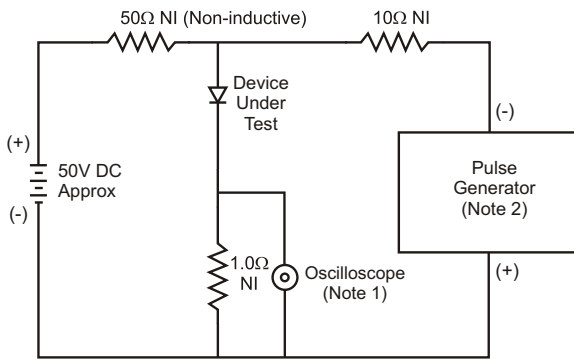 50Ω NI (Non-inductive)
10Ω NI
Device
Under
Test
(+)
50V DC
Approx
(-)
(-)
Pulse
Generator
(Note 2)
(+)
1.0Ω
NI
Oscilloscope
(Note 1)